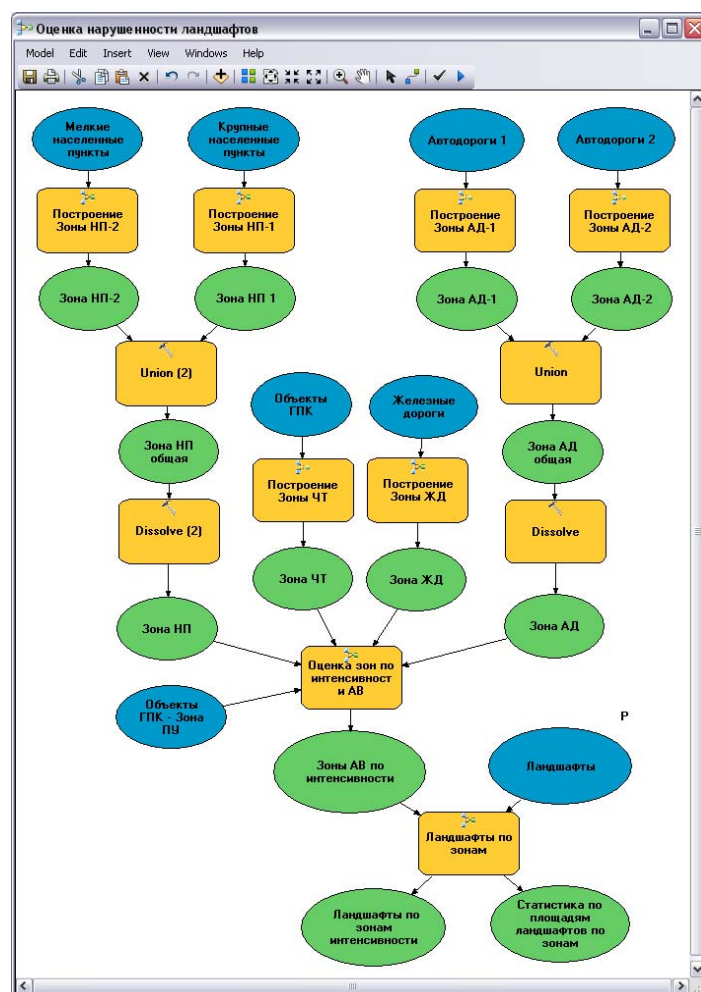 Оценка нарушенности ландшафтов
Model Edit Insert View Windows Help
Мелкие
населенные
пункты
Крупные
населенные
пункты
Автодороги 1
Автодороги 2
Построение
Зоны НП-2
Построение
Зоны НП-1
Построение
Зоны АД-1
Построение
Зоны АД-2
Зона НП-2
Зона НП 1
Зона АД-1
Зона АД-2
Union (2)
Union
Объекты
ГПК
Железные
дороги
Зона НП
общая
Зона АД
общая
Построение
Зоны ЧТ
Построение
Зоны ЖД
Dissolve (2)
Dissolve
Зона ЧТ
Зона ЖД
Зона НП
Зона АД
Оценка зон по
интенсивност
и АВ
Объекты
ГПК - Зона
ПУ
P
Зоны АВ по
интенсивности
Ландшафты
Ландшафты по
зонам
Ландшафты по
зонам
интенсивности
Статистика по
площадям
ландшафтов по
зонам